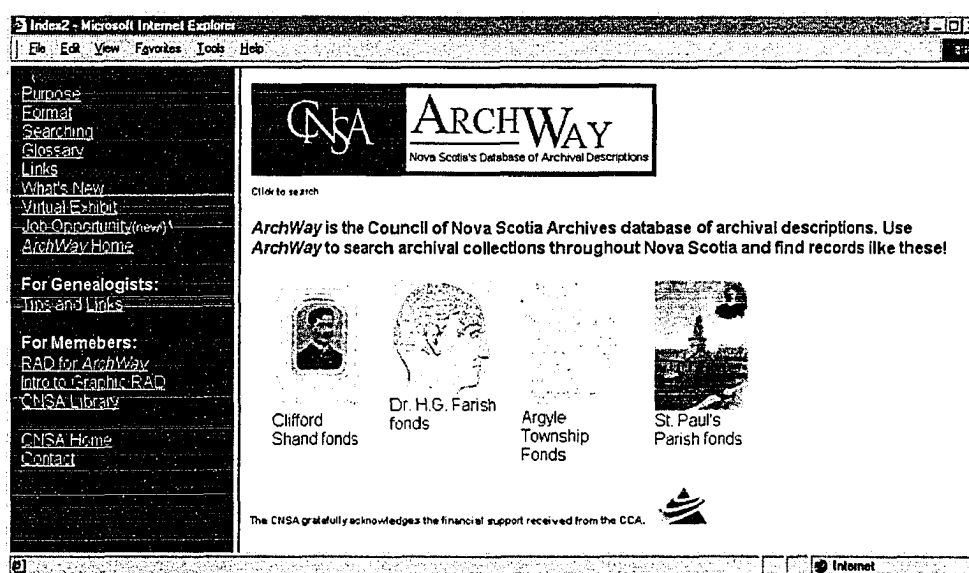 Index2 - Microsoft Internet Explorer
File Edit View Favorites Tools Help
Purpose
Format
Searching
Glossary
Links
What's New
Virtual Exhibit
Job Opportunity(new!)
ArchWay Home
For Genealogists:
Tips and Links
For Memebers:
RAD for ArchWay
Intro to Graphic RAD
CNSA Library
CNSA Home
Contact
CNSA ARCHWAY
Nova Scotia's Database of Archival Descriptions
Click to search
ArchWay is the Council of Nova Scotia Archives database of archival descriptions. Use
ArchWay to search archival collections throughout Nova Scotia and find records like these!
Clifford
Shand fonds
Dr. H.G. Farish
fonds
Argyle
Township
Fonds
St. Paul's
Parish fonds
The CNSA gratefully acknowledges the financial support received from the CCA.
Internet